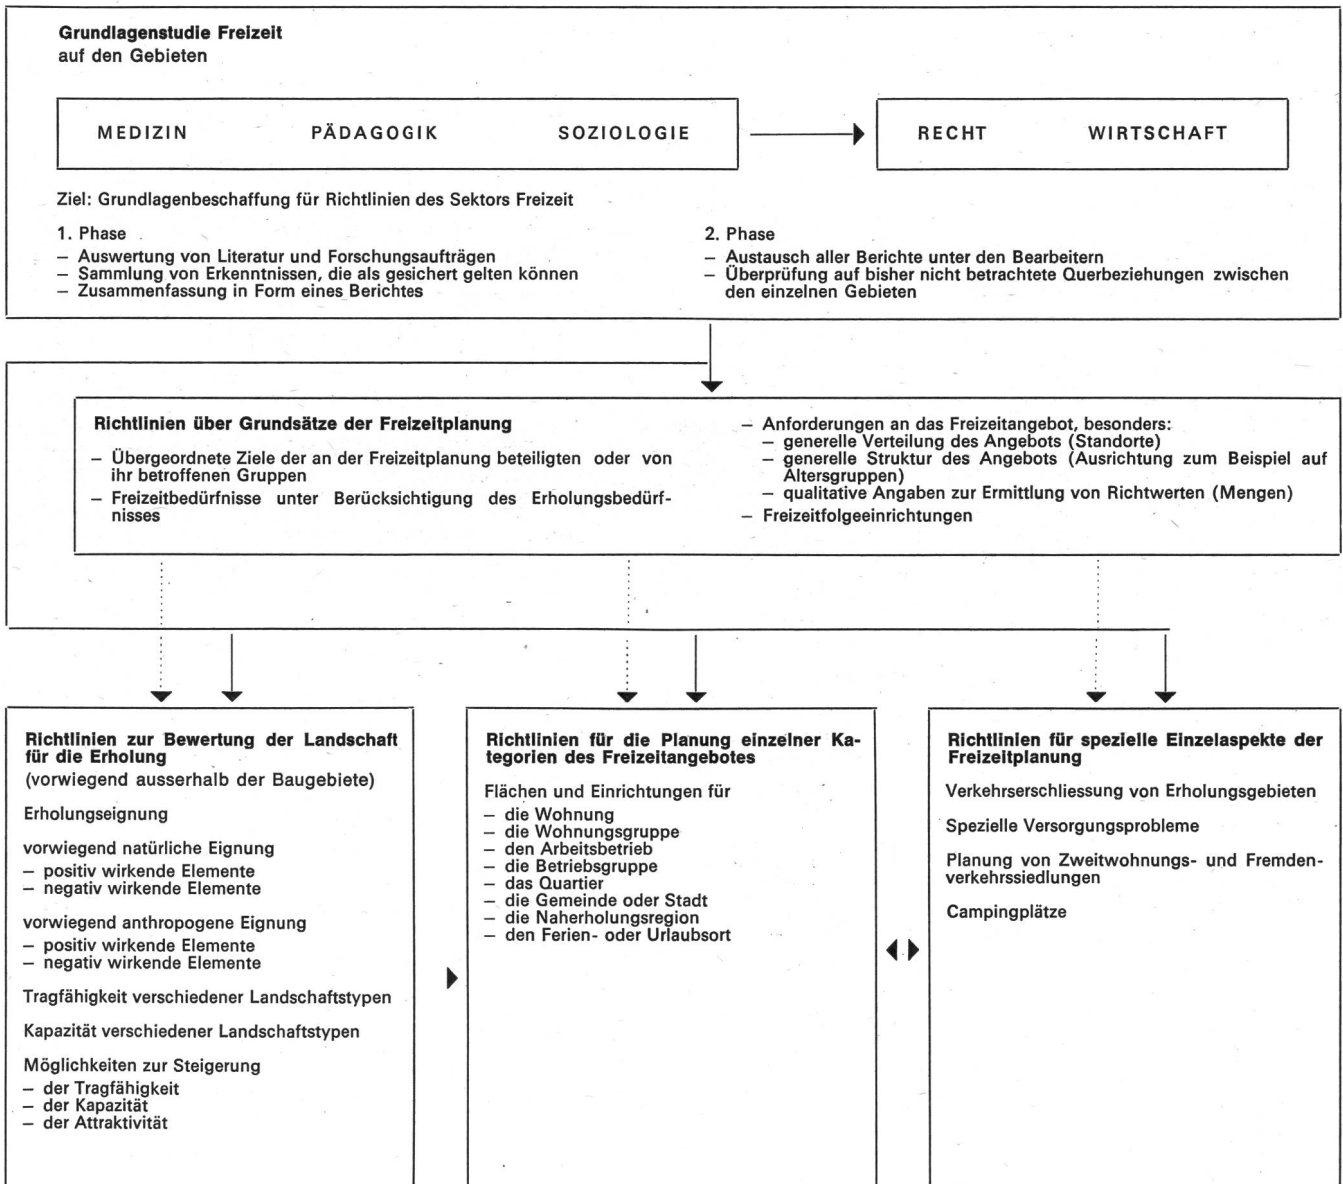 Grundlagenstudie Freizeit
auf den Gebieten
MEDIZIN PÄDAGOGIK SOZIOLOGIE
RECHT WIRTSCHAFT
Ziel: Grundlagenbeschaffung für Richtlinien des Sektors Freizeit
1. Phase
– Auswertung von Literatur und Forschungsaufträgen
– Sammlung von Erkenntnissen, die als gesichert gelten können
– Zusammenfassung in Form eines Berichtes
2. Phase
– Austausch aller Berichte unter den Bearbeitern
– Überprüfung auf bisher nicht betrachtete Querbeziehungen zwischen
den einzelnen Gebieten
Richtlinien über Grundsätze der Freizeitplanung
– Übergeordnete Ziele der an der Freizeitplanung beteiligten oder von
ihr betroffenen Gruppen
– Freizeitbedürfnisse unter Berücksichtigung des Erholungsbedürf-
nisses
– Anforderungen an das Freizeitangebot, besonders:
– generelle Verteilung des Angebots (Standorte)
– generelle Struktur des Angebots (Ausrichtung zum Beispiel auf
Altersgruppen)
– qualitative Angaben zur Ermittlung von Richtwerten (Mengen)
– Freizeitfolgeeinrichtungen
Richtlinien zur Bewertung der Landschaft
für die Erholung
(vorwiegend ausserhalb der Baugebiete)
Erholungseignung
vorwiegend natürliche Eignung
– positiv wirkende Elemente
– negativ wirkende Elemente
vorwiegend anthropogene Eignung
– positiv wirkende Elemente
– negativ wirkende Elemente
Tragfähigkeit verschiedener Landschaftstypen
Kapazität verschiedener Landschaftstypen
Möglichkeiten zur Steigerung
– der Tragfähigkeit
– der Kapazität
– der Attraktivität
Richtlinien für die Planung einzelner Ka-
tegorien des Freizeitangebotes
Flächen und Einrichtungen für
– die Wohnung
– die Wohnungsgruppe
– den Arbeitsbetrieb
– die Betriebsgruppe
– das Quartier
– die Gemeinde oder Stadt
– die Naherholungsregion
– den Ferien- oder Urlaubsort
Richtlinien für spezielle Einzelaspekte der
Freizeitplanung
Verkehrserschliessung von Erholungsgebieten
Spezielle Versorgungsprobleme
Planung von Zweitwohnungs- und Fremden-
verkehrssiedlungen
Campingplätze